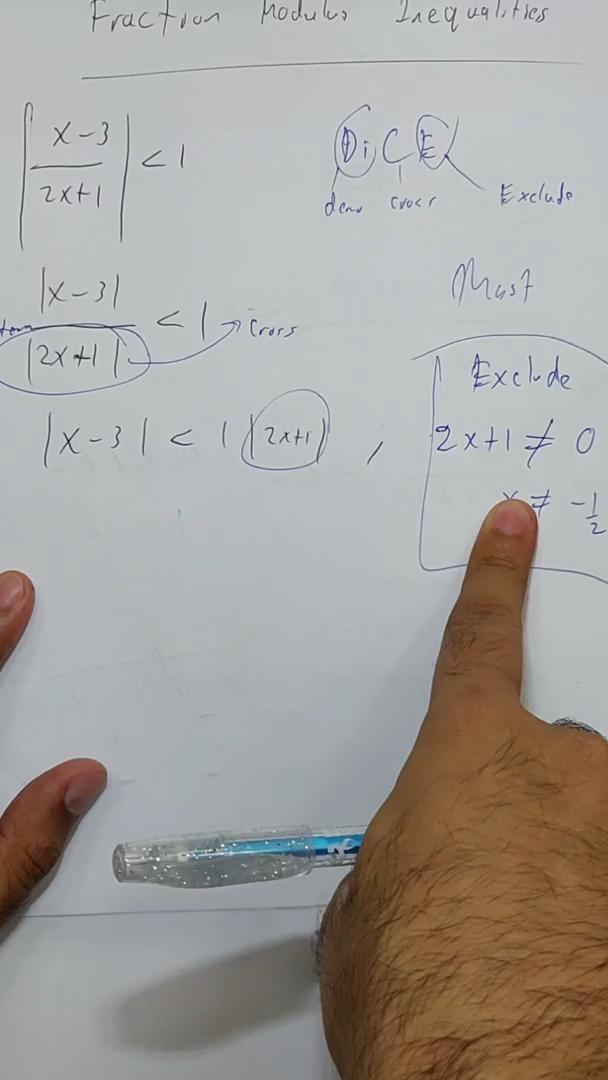 Fraction Modulus Inequalities
|x-3 / 2x+1| < 1
DiCE
deno cross Exclude
|x-3| / |2x+1| < 1
Cross
Must
Exclude
|x-3| < 1 |2x+1| , 2x+1 ≠ 0
x ≠ -1/2